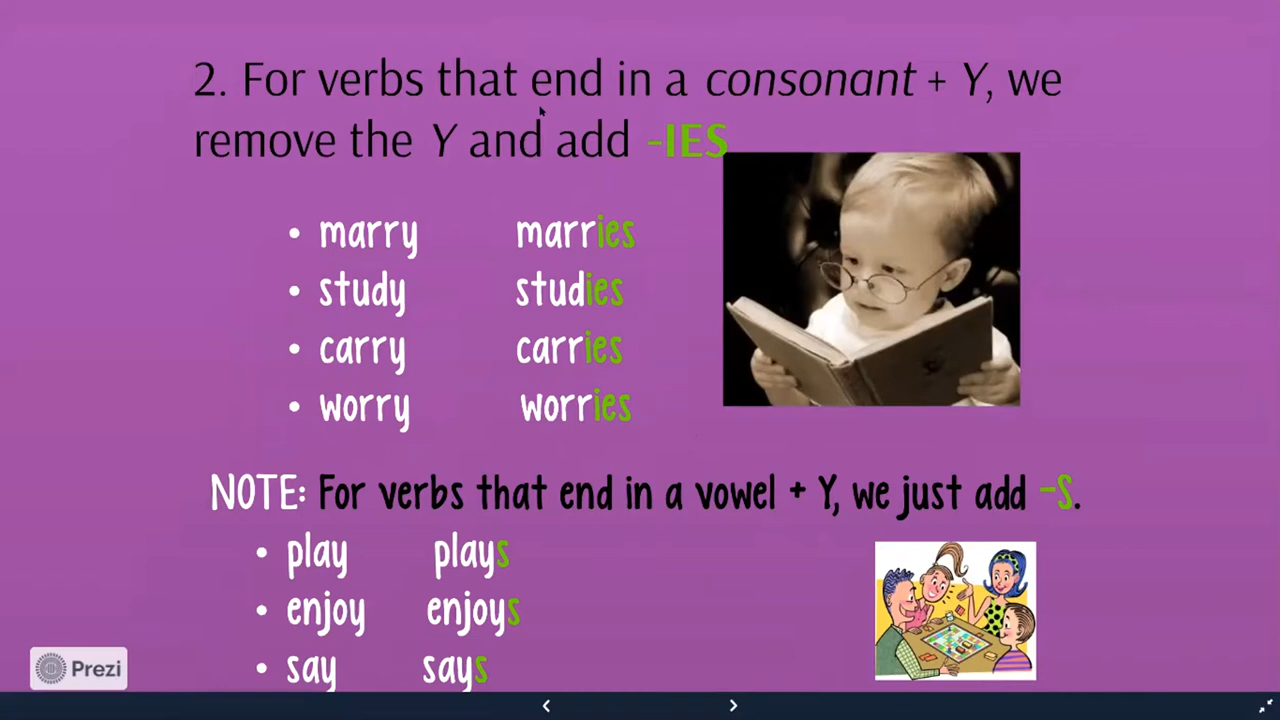 2. For verbs that end in a consonant + Y, we
remove the Y and add -IES
• marry marries
• study studies
• carry carries
• worry worries
NOTE: For verbs that end in a vowel + Y, we just add -S.
• play plays
• enjoy enjoys
• say says
Prezi